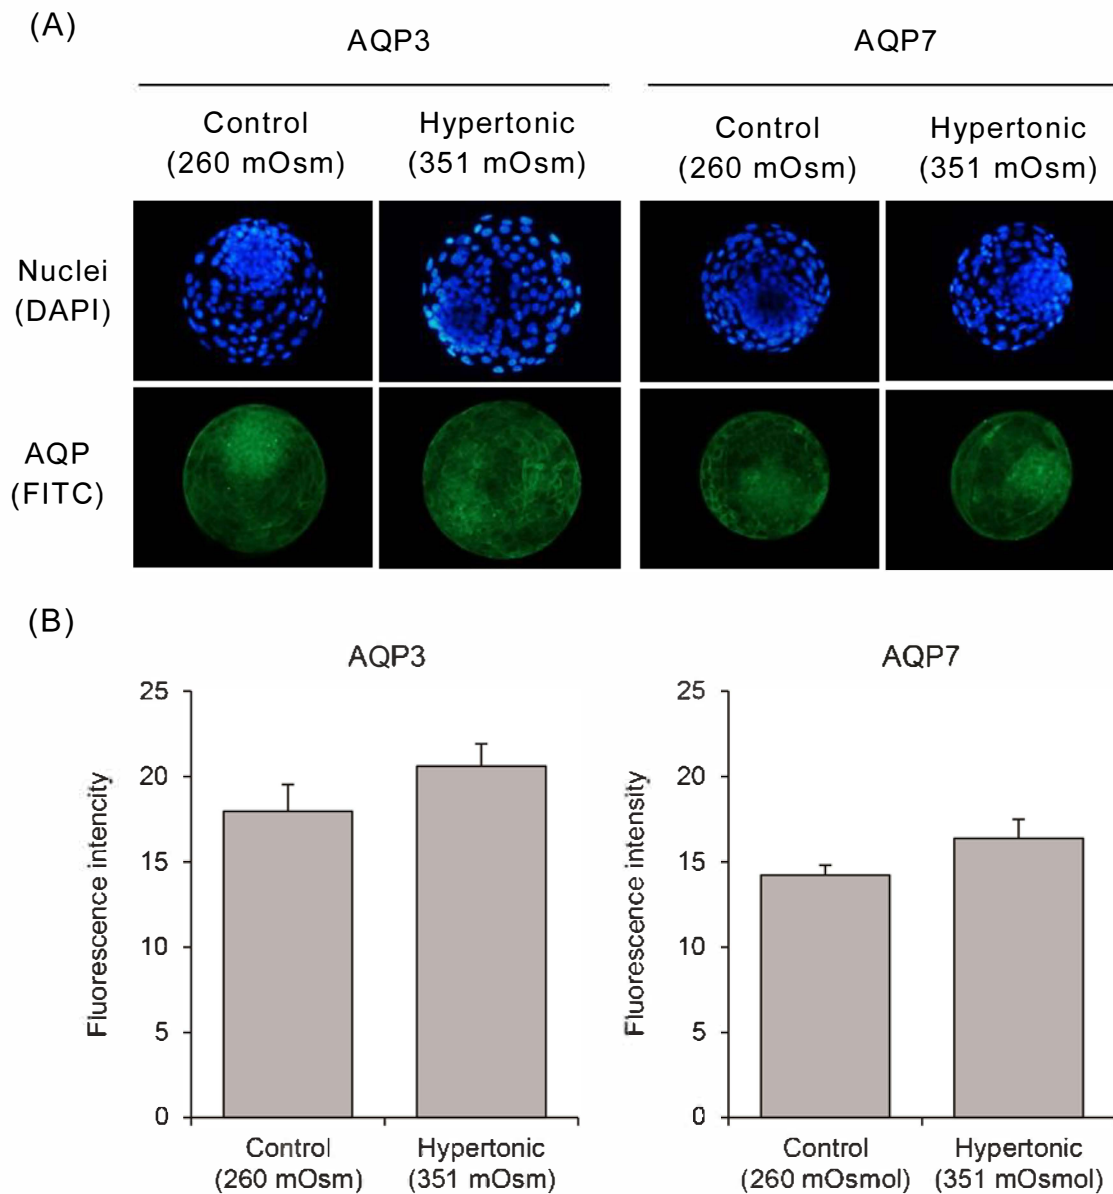 (A)
AQP3
AQP7
Control
(260 mOsm)
Hypertonic
(351 mOsm)
Control
(260 mOsm)
Hypertonic
(351 mOsm)
Nuclei
(DAPI)
AQP
(FITC)
(B)
AQP3
25
20
15
10
5
0
Fluorescence intencity
Control
(260 mOsm)
Hypertonic
(351 mOsm)
AQP7
25
20
15
10
5
0
Fluorescence intensity
Control
(260 mOsmol)
Hypertonic
(351 mOsmol)